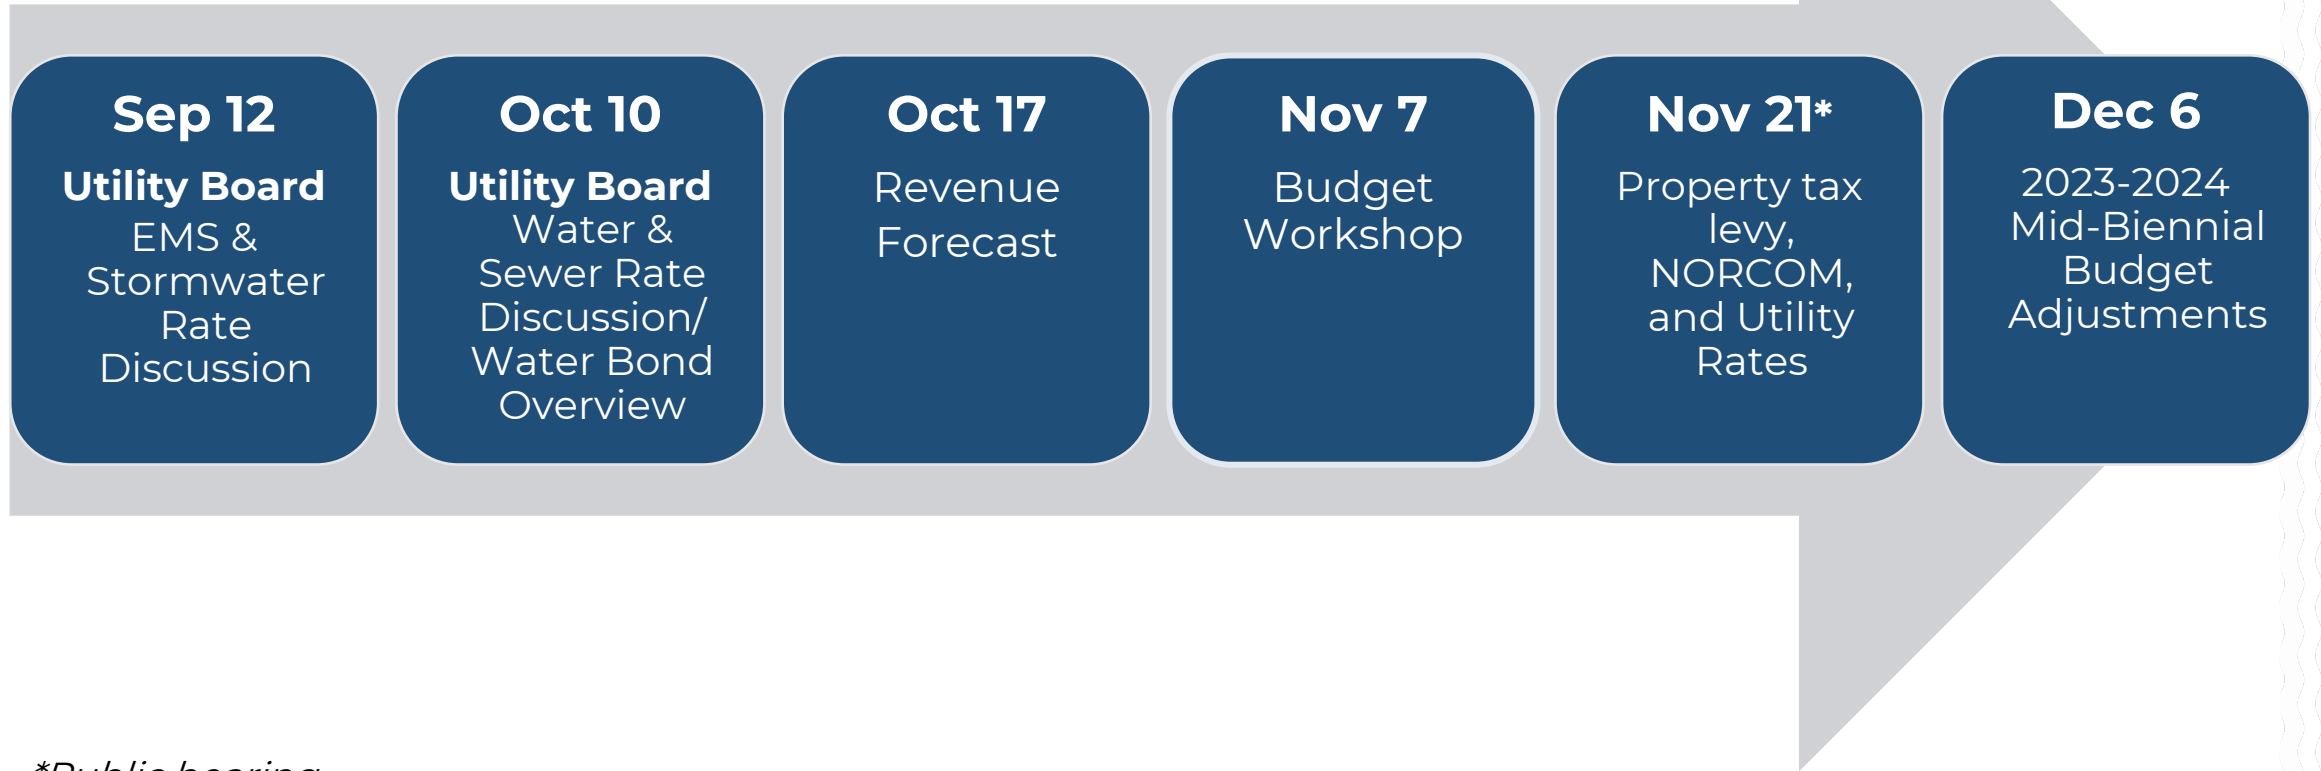 Sep 12
Utility Board
EMS &
Stormwater
Rate
Discussion
Oct 10
Utility Board
Water &
Sewer Rate
Discussion/
Water Bond
Overview
Oct 17
Revenue
Forecast
Nov 7
Budget
Workshop
Nov 21*
Property tax
levy,
NORCOM,
and Utility
Rates
Dec 6
2023-2024
Mid-Biennial
Budget
Adjustments
*Public hearing